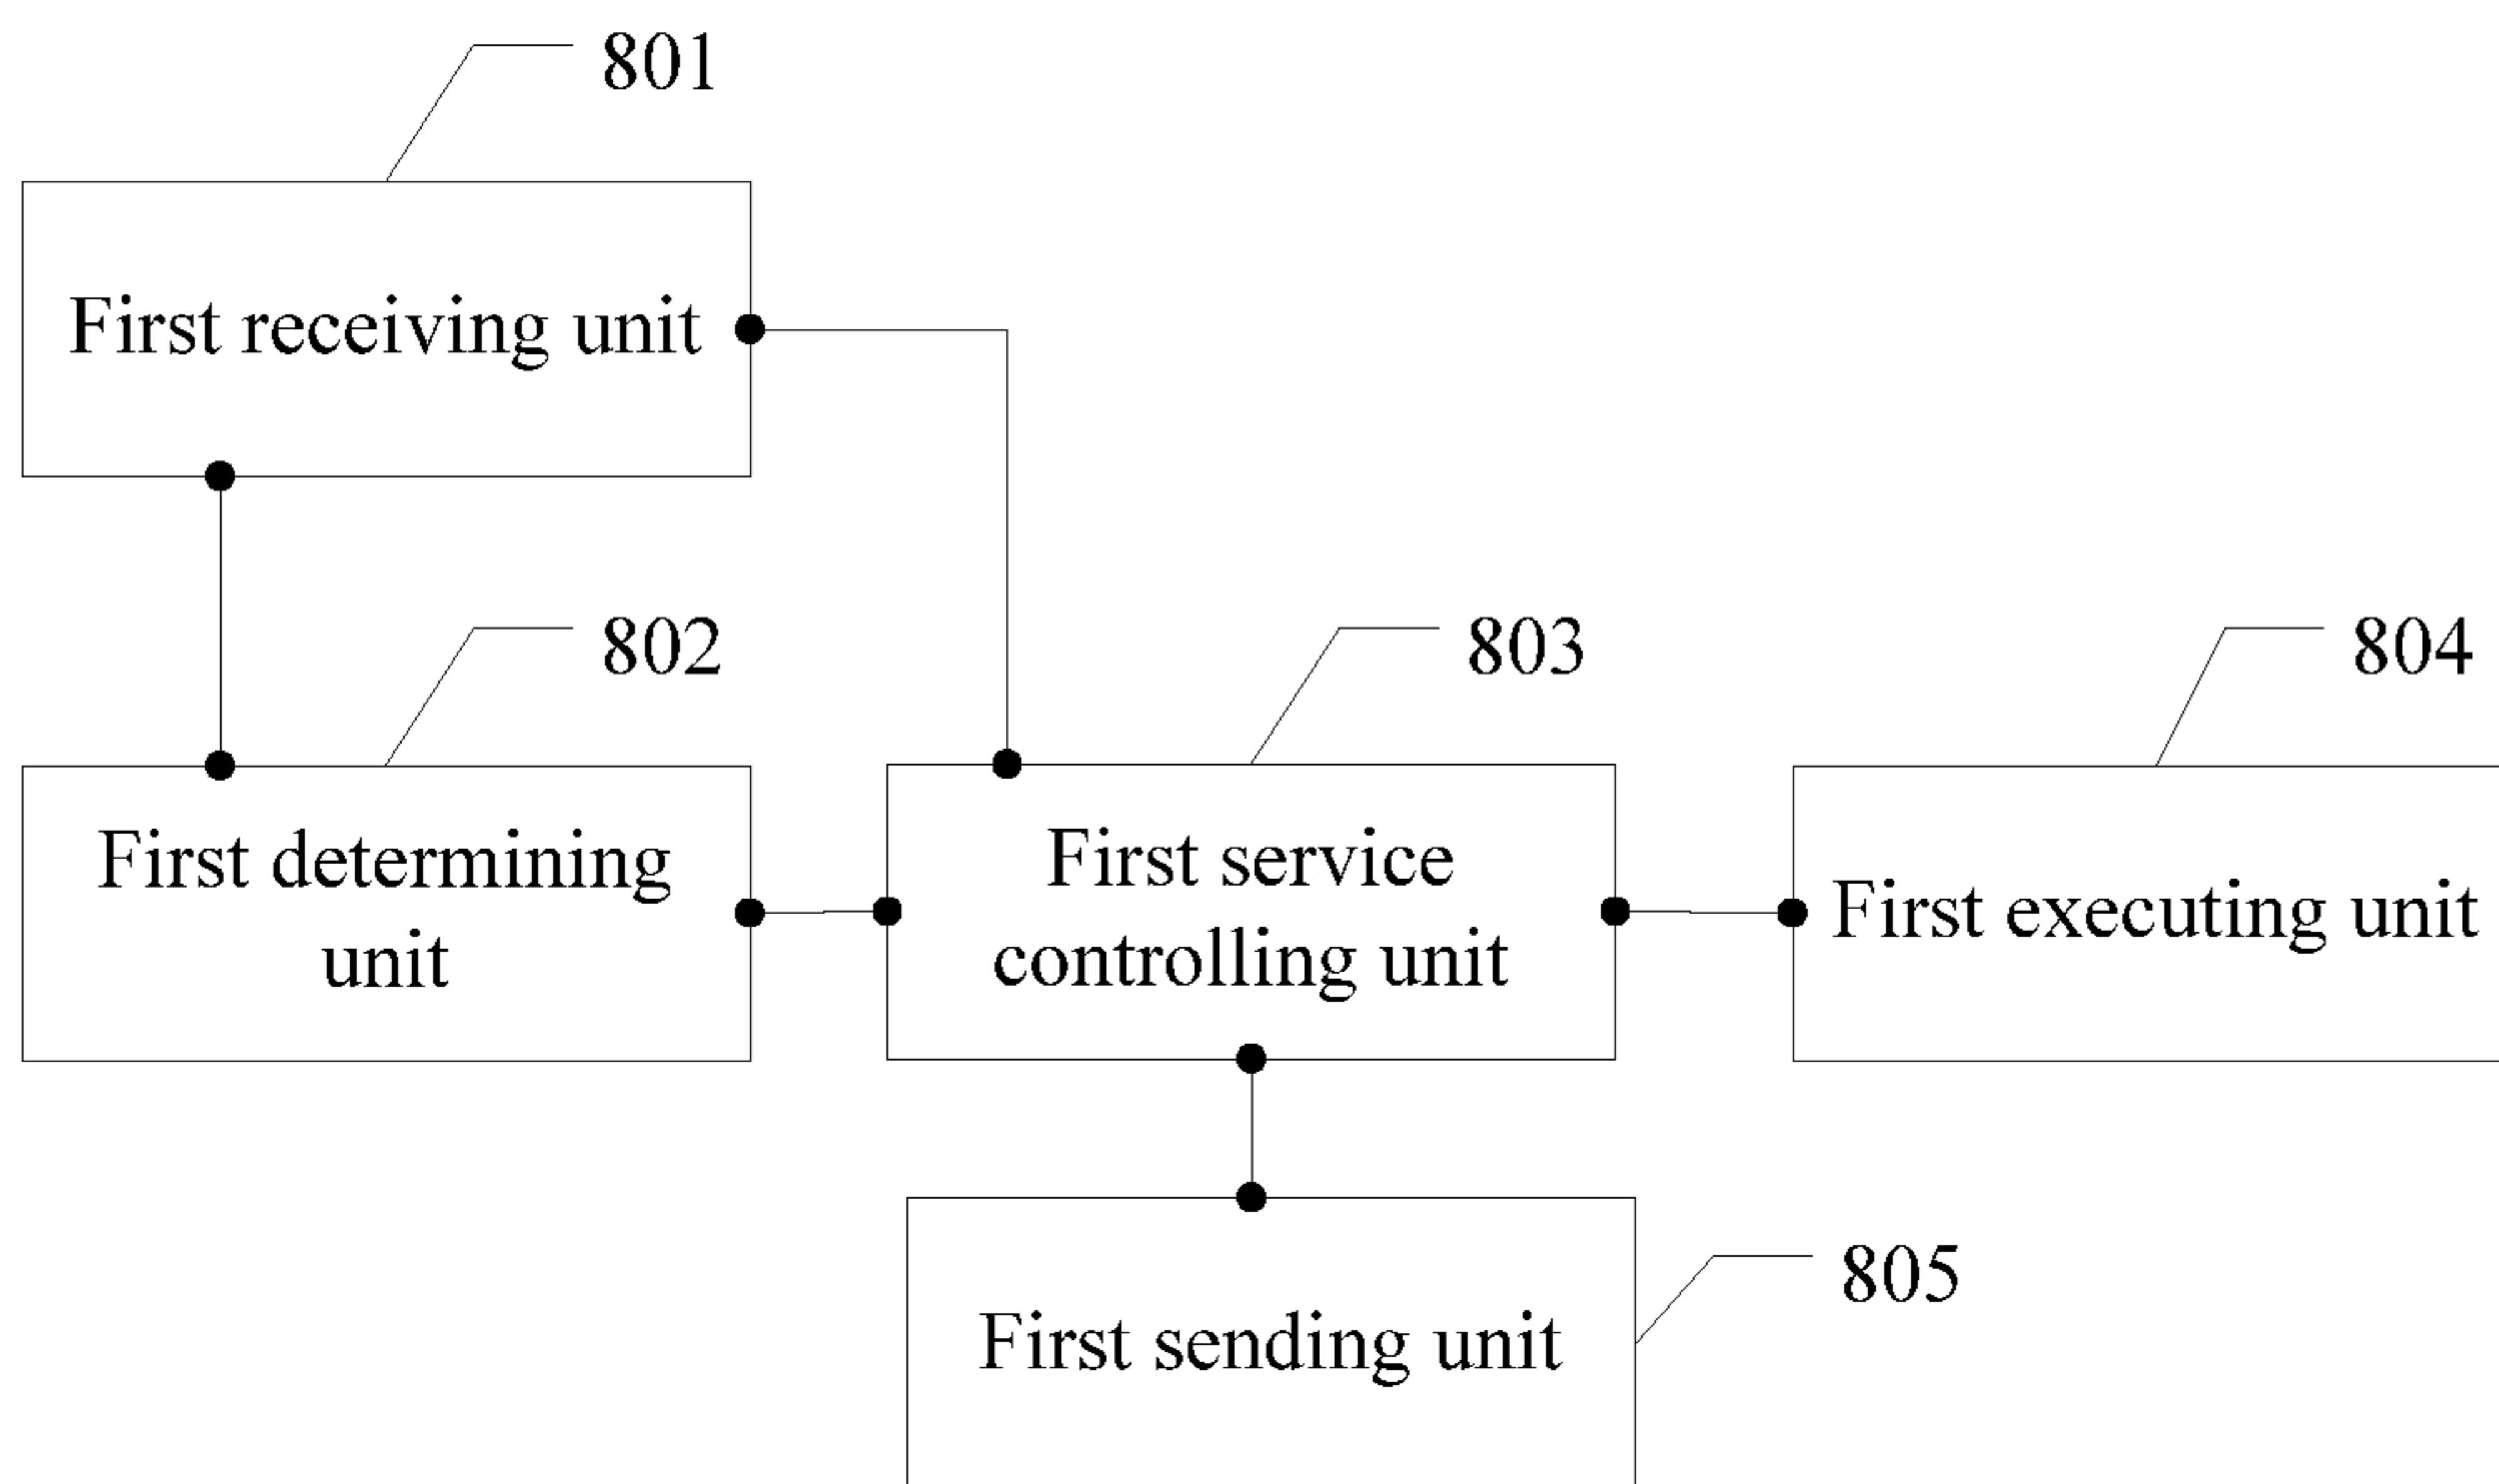 801
First receiving unit
802
803
804
First determining
unit
First service
controlling unit
First executing unit
805
First sending unit